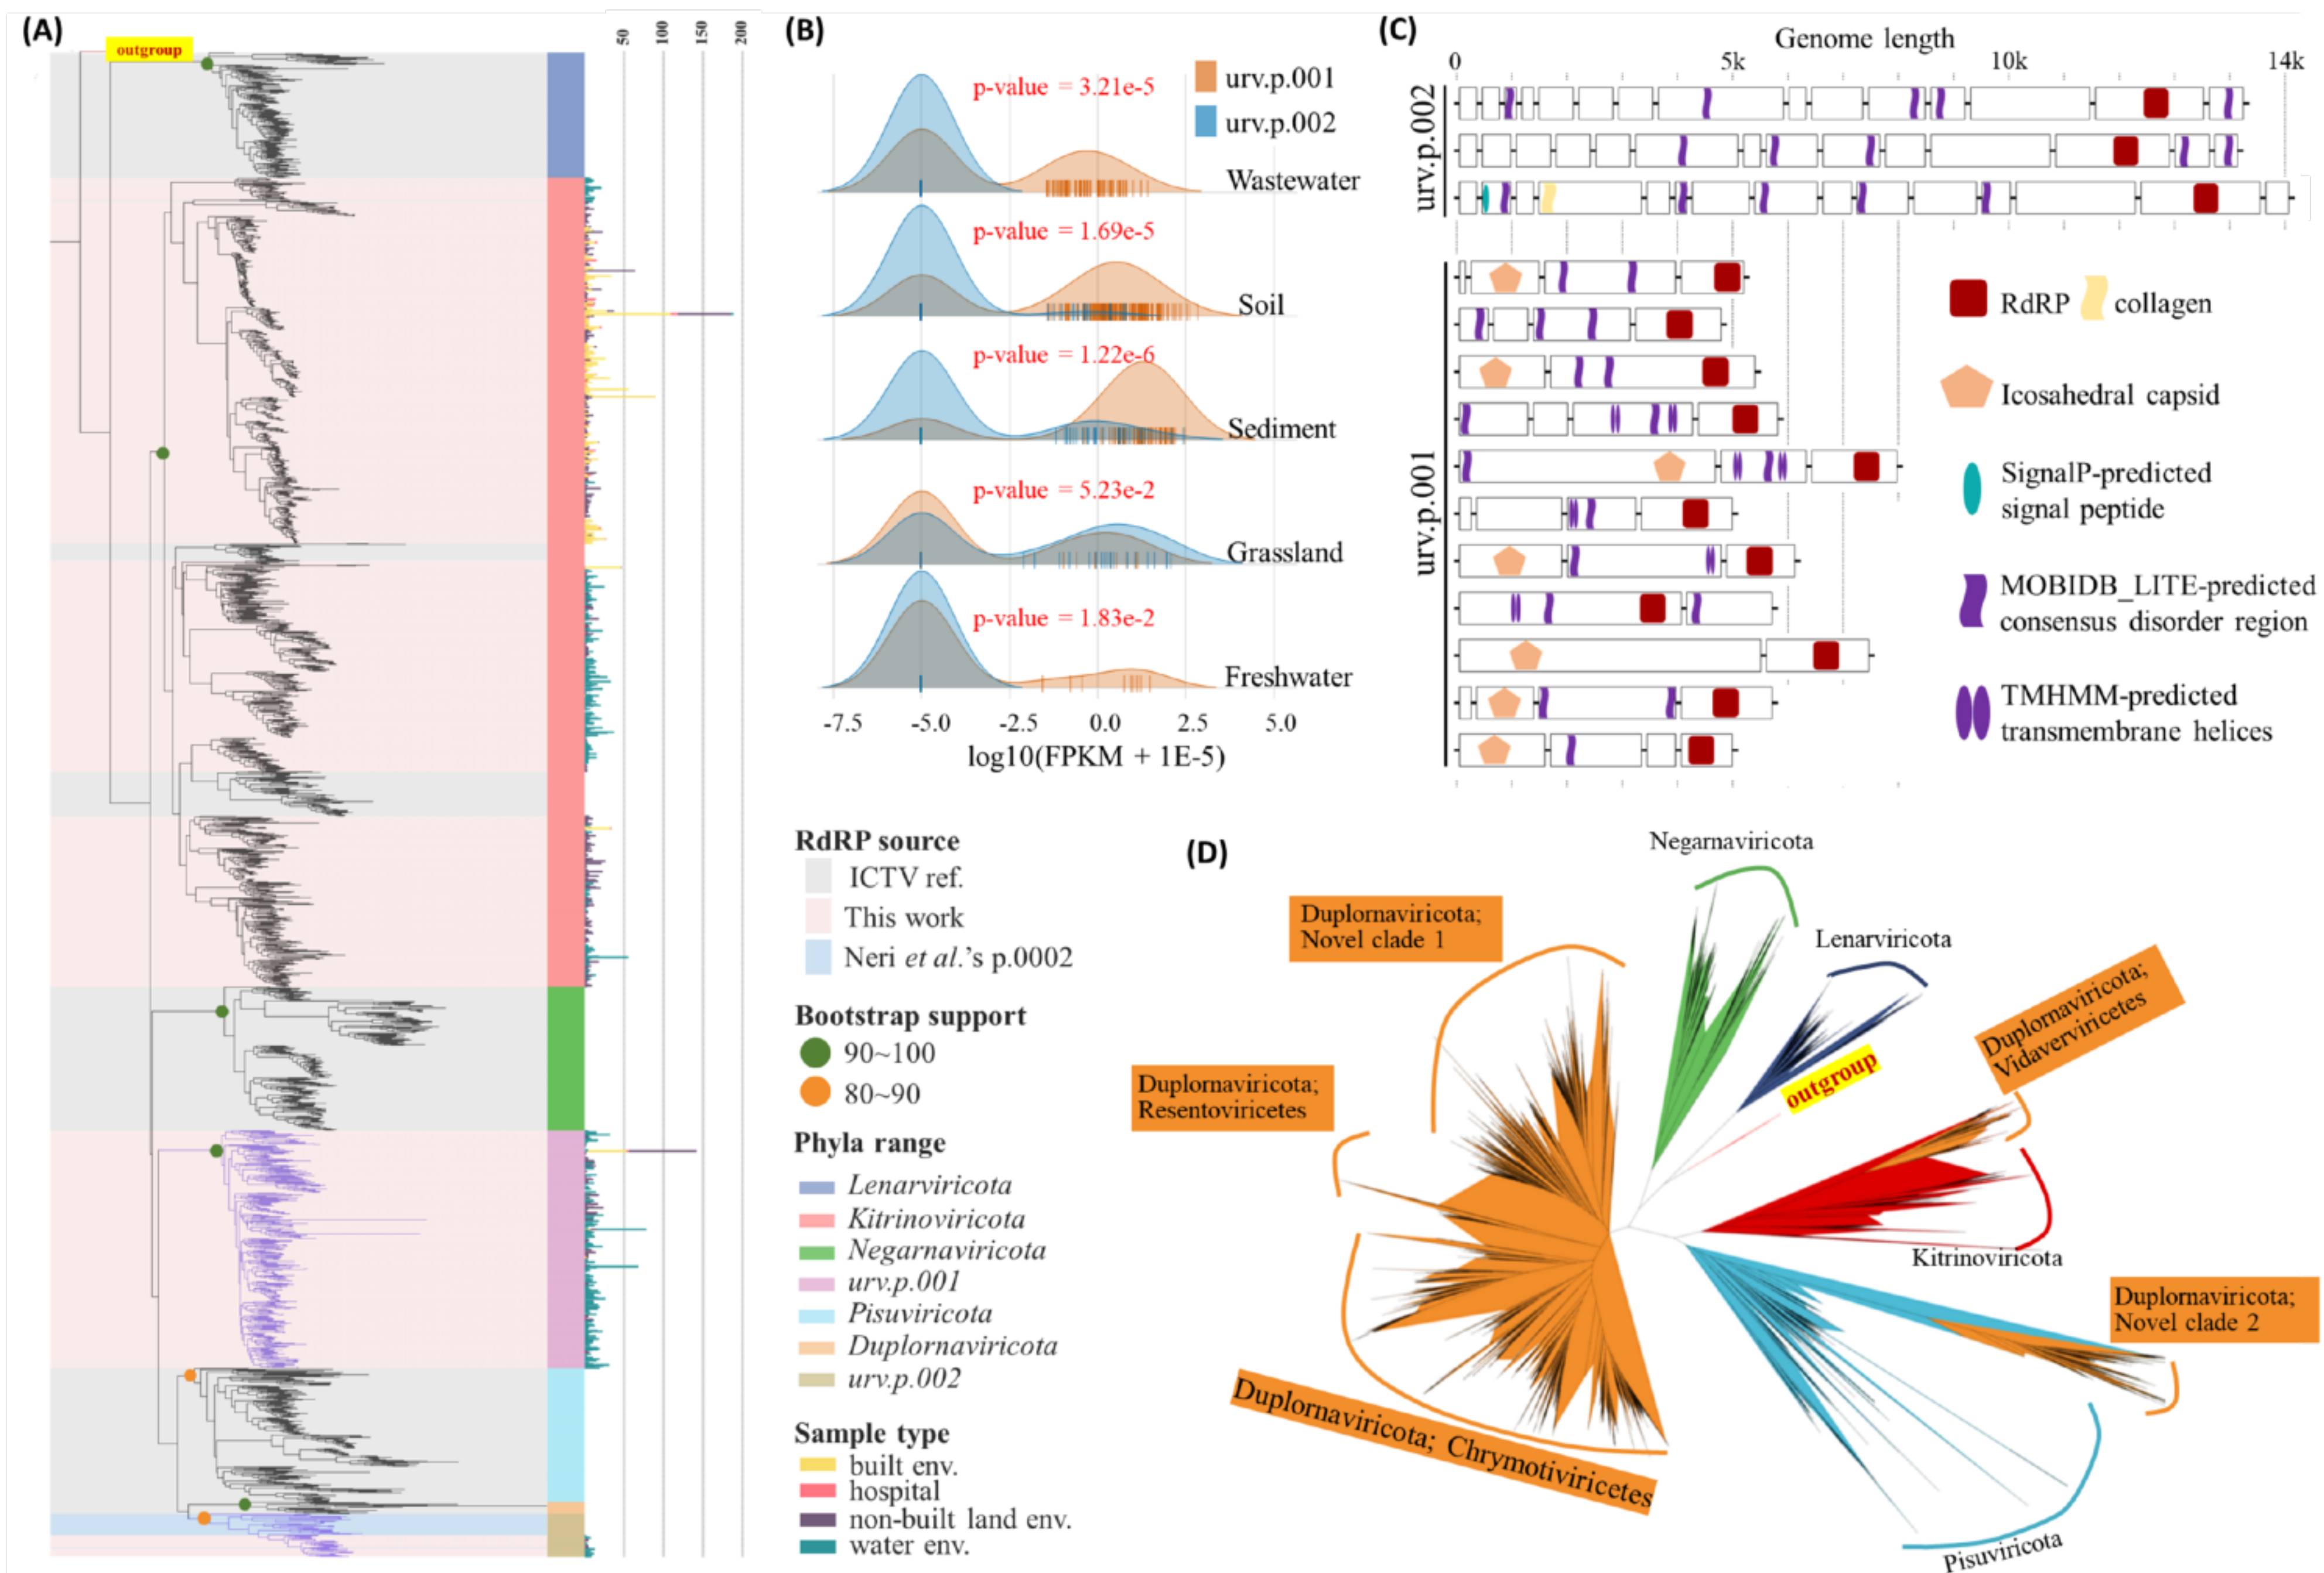 (A)
outgroup
50
100
150
200
(B)
p-value = 3.21e-5
urv.p.001
urv.p.002
Wastewater
p-value = 1.69e-5
Soil
p-value = 1.22e-6
Sediment
p-value = 5.23e-2
Grassland
p-value = 1.83e-2
Freshwater
-7.5 -5.0 -2.5 0.0 2.5 5.0
log10(FPKM + 1E-5)
(C)
Genome length
0 5k 10k 14k
urv.p.002
urv.p.001
RdRP
collagen
Icosahedral capsid
SignalP-predicted
signal peptide
MOBIDB_LITE-predicted
consensus disorder region
TMHMM-predicted
transmembrane helices
RdRP source
ICTV ref.
This work
Neri et al.'s p.0002
Bootstrap support
90~100
80~90
Phyla range
Lenarviricota
Kitrinoviricota
Negarnaviricota
urv.p.001
Pisuviricota
Duplornaviricota
urv.p.002
Sample type
built env.
hospital
non-built land env.
water env.
(D)
Negarnaviricota
Duplornaviricota;
Novel clade 1
Lenarviricota
Duplornaviricota;
Vidaverviricetes
outgroup
Duplornaviricota;
Resentoviricetes
Kitrinoviricota
Duplornaviricota;
Novel clade 2
Duplornaviricota; Chrymotiviricetes
Pisuviricota